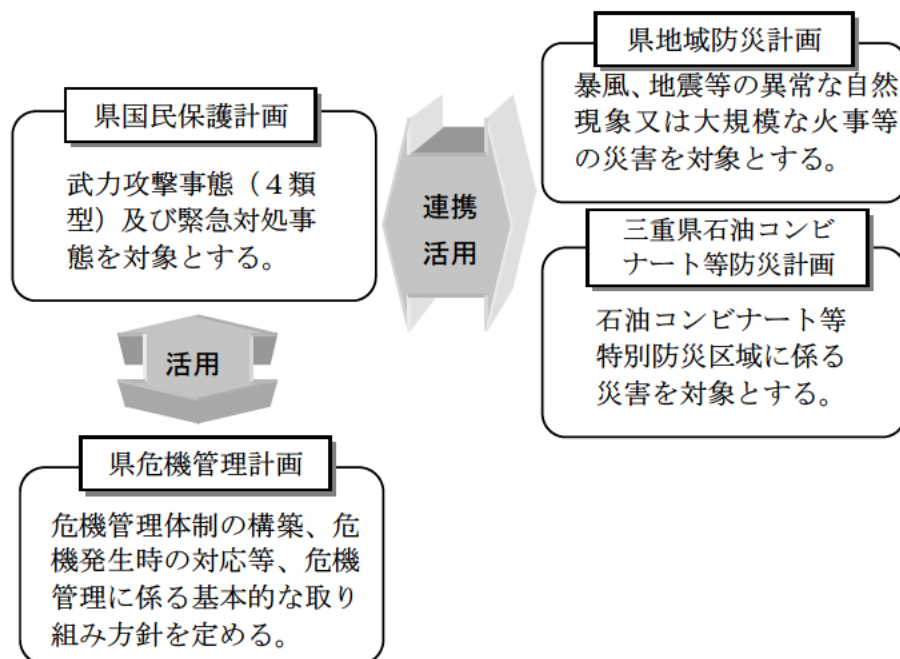 県国民保護計画
武力攻撃事態（４類
型）及び緊急対処事
態を対象とする。
連携
活用
県地域防災計画
暴風、地震等の異常な自然
現象又は大規模な火事等
の災害を対象とする。
三重県石油コンビ
ナート等防災計画
石油コンビナート等
特別防災区域に係る
災害を対象とする。
活用
県危機管理計画
危機管理体制の構築、危
機発生時の対応等、危機
管理に係る基本的な取り
組み方針を定める。